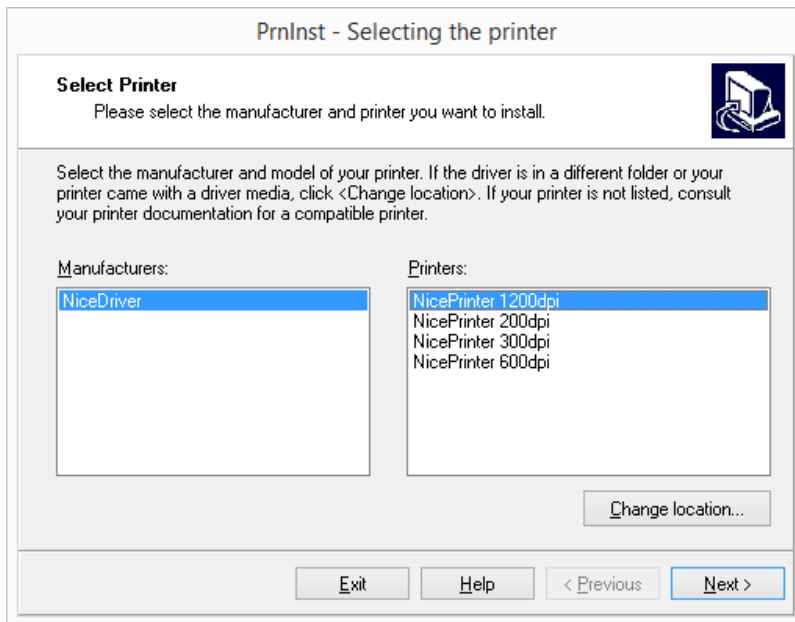 PrnInst - Selecting the printer
Select Printer
Please select the manufacturer and printer you want to install.
Select the manufacturer and model of your printer. If the driver is in a different folder or your
printer came with a driver media, click <Change location>. If your printer is not listed, consult
your printer documentation for a compatible printer.
Manufacturers:
NiceDriver
Printers:
NicePrinter 1200dpi
NicePrinter 200dpi
NicePrinter 300dpi
NicePrinter 600dpi
Change location...
Exit
Help
< Previous
Next >